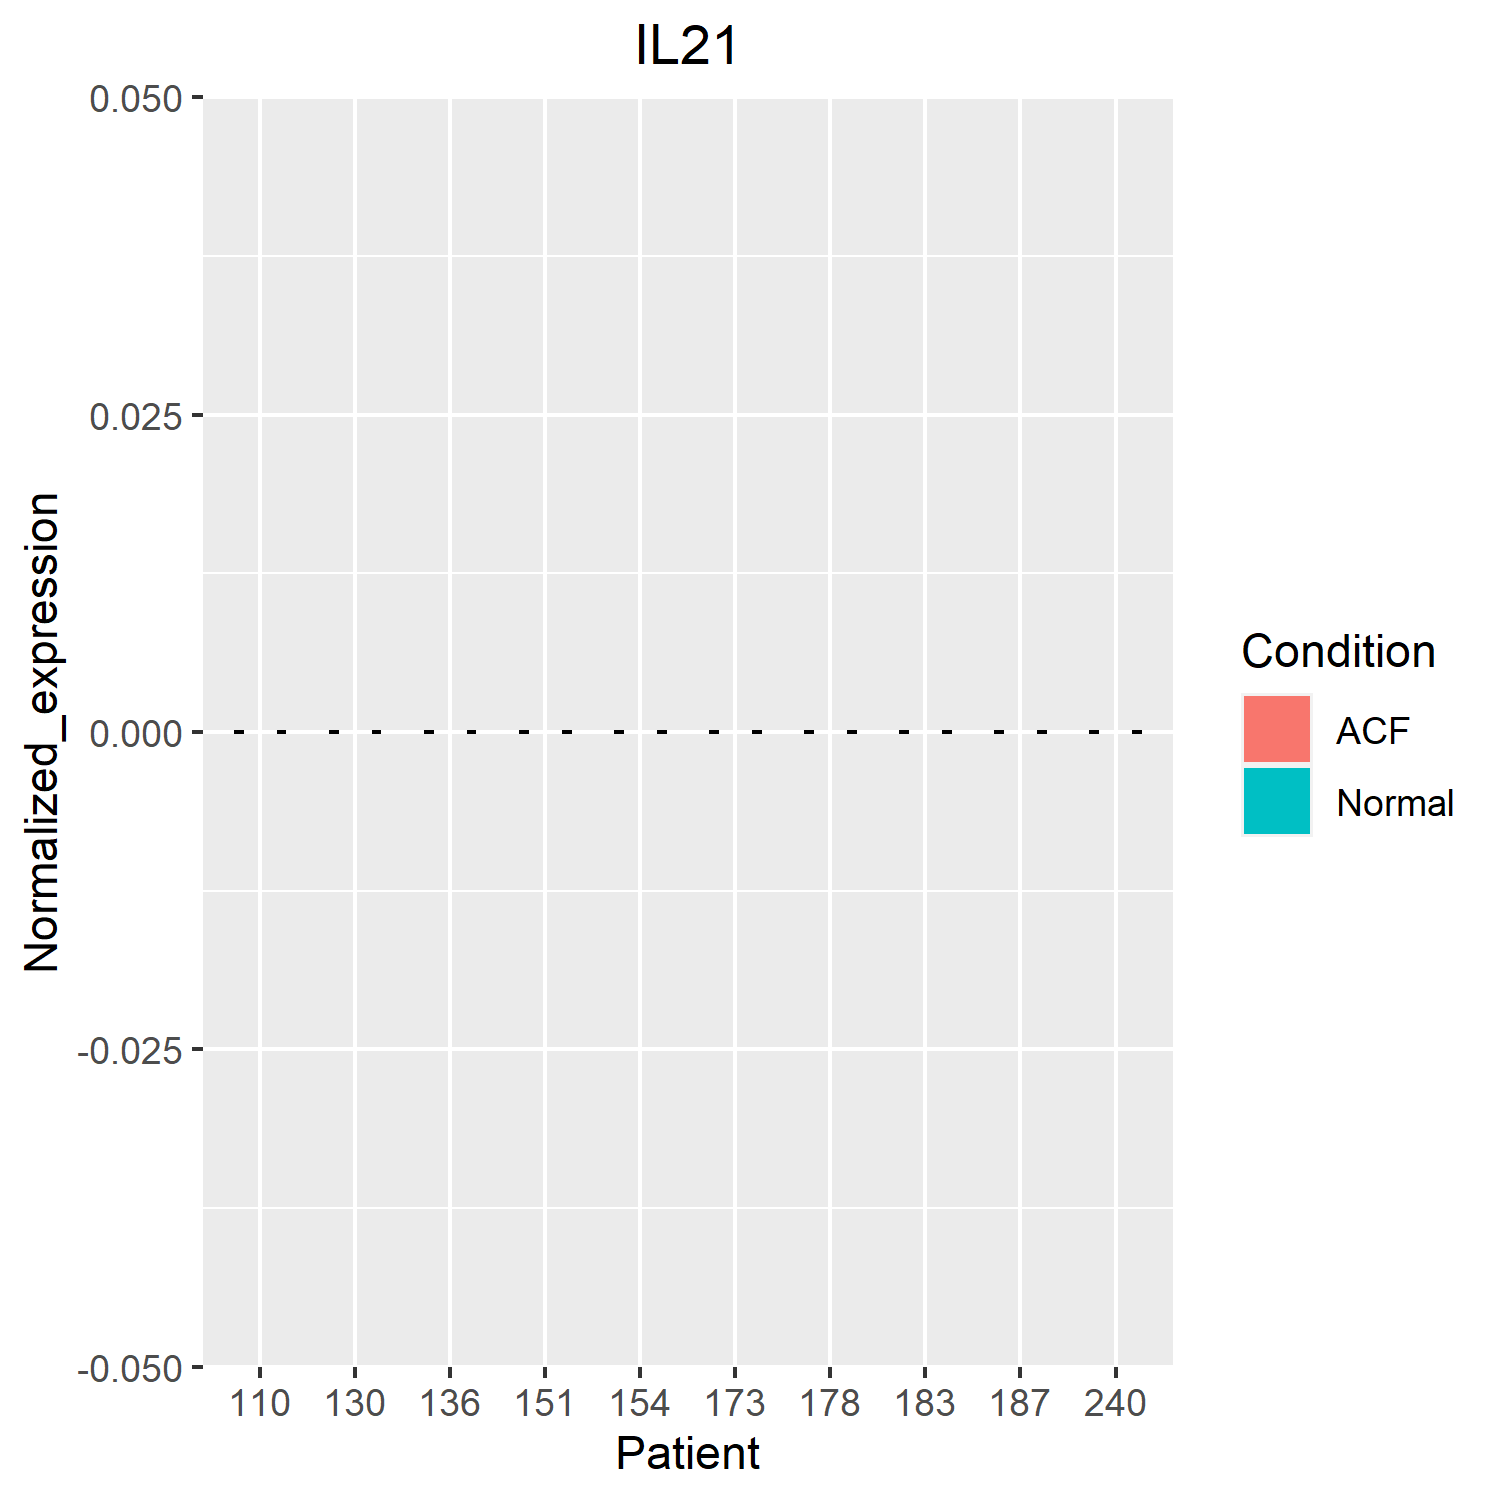 IL21
0.050
0.025
0.000
-0.025
-0.050
Normalized_expression
110 130 136 151 154 173 178 183 187 240
Patient
Condition
ACF
Normal